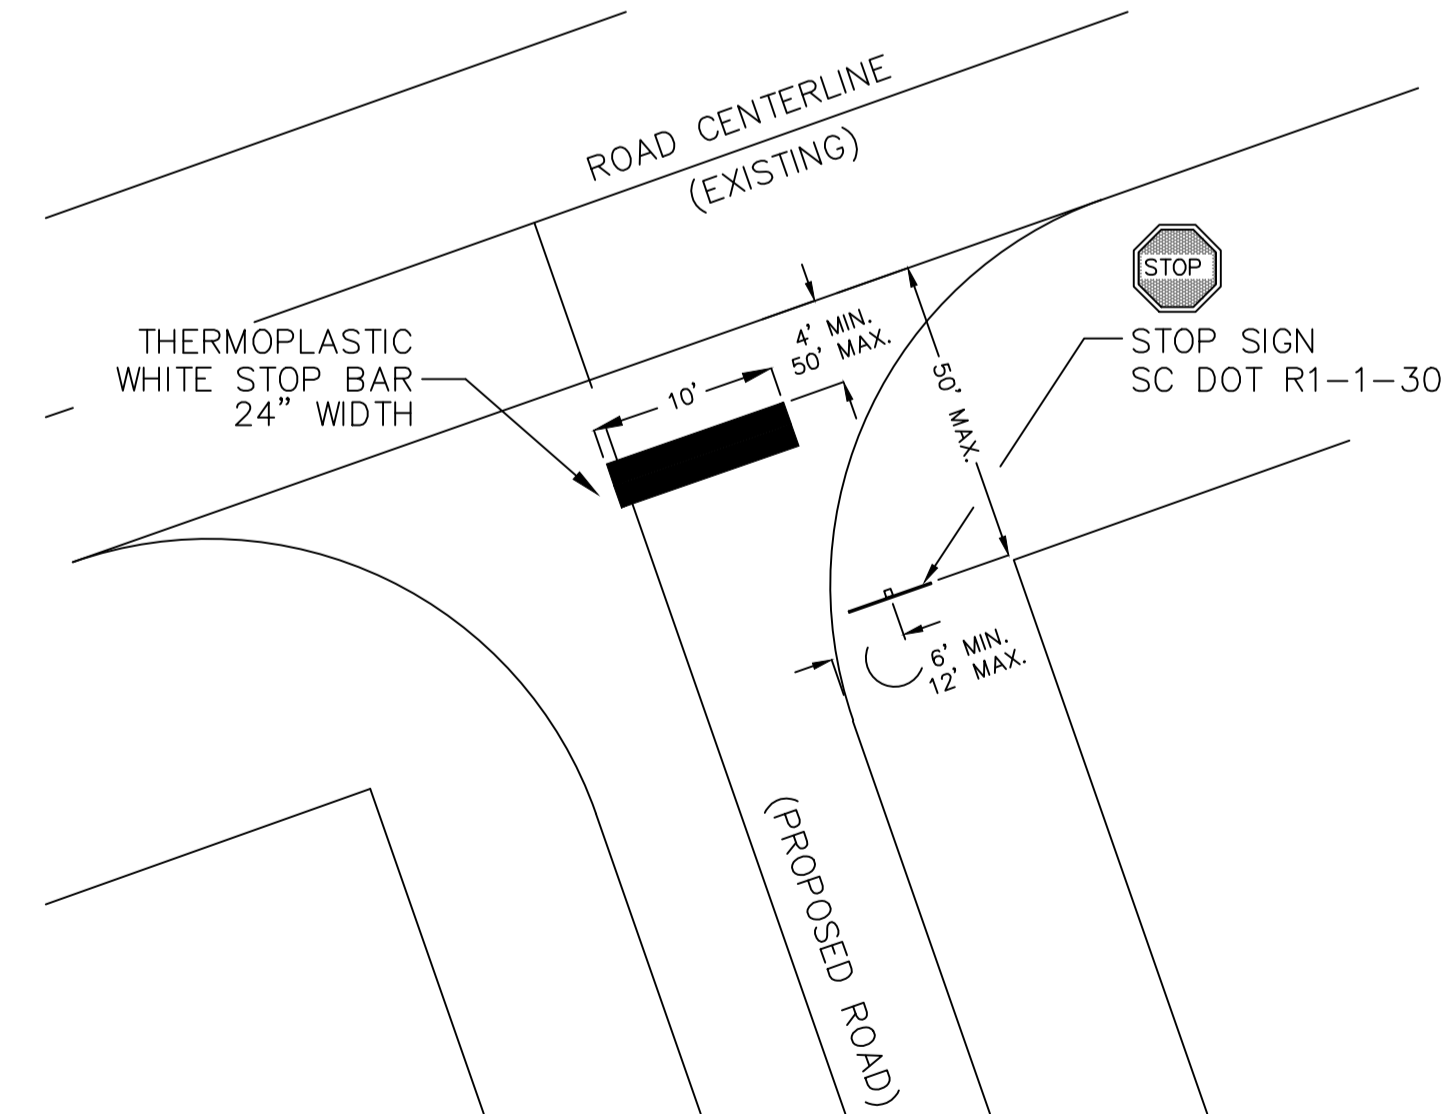 ROAD CENTERLINE
(EXISTING)
STOP
THERMOPLASTIC
WHITE STOP BAR
24” WIDTH
4’ MIN.
50’ MAX.
10’
50’ MAX.
STOP SIGN
SC DOT R1-1-30
6’ MIN.
12’ MAX.
(PROPOSED ROAD)